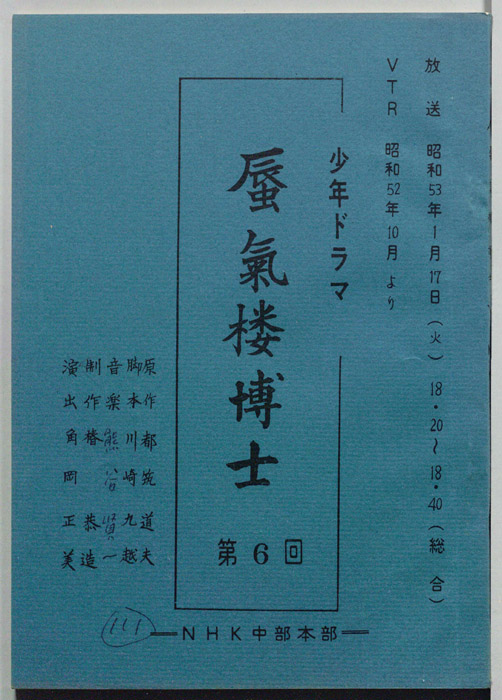 放送 昭和53年1月17日(火) 18・20〜18・40(総合)
VTR 昭和52年10月より
少年ドラマ
蜃氣楼博士
第6回
原作 都筑道夫
脚本 川崎九越
音楽 熊谷賢一
制作 椿恭造
演出 角岡正美
111
NHK中部本部